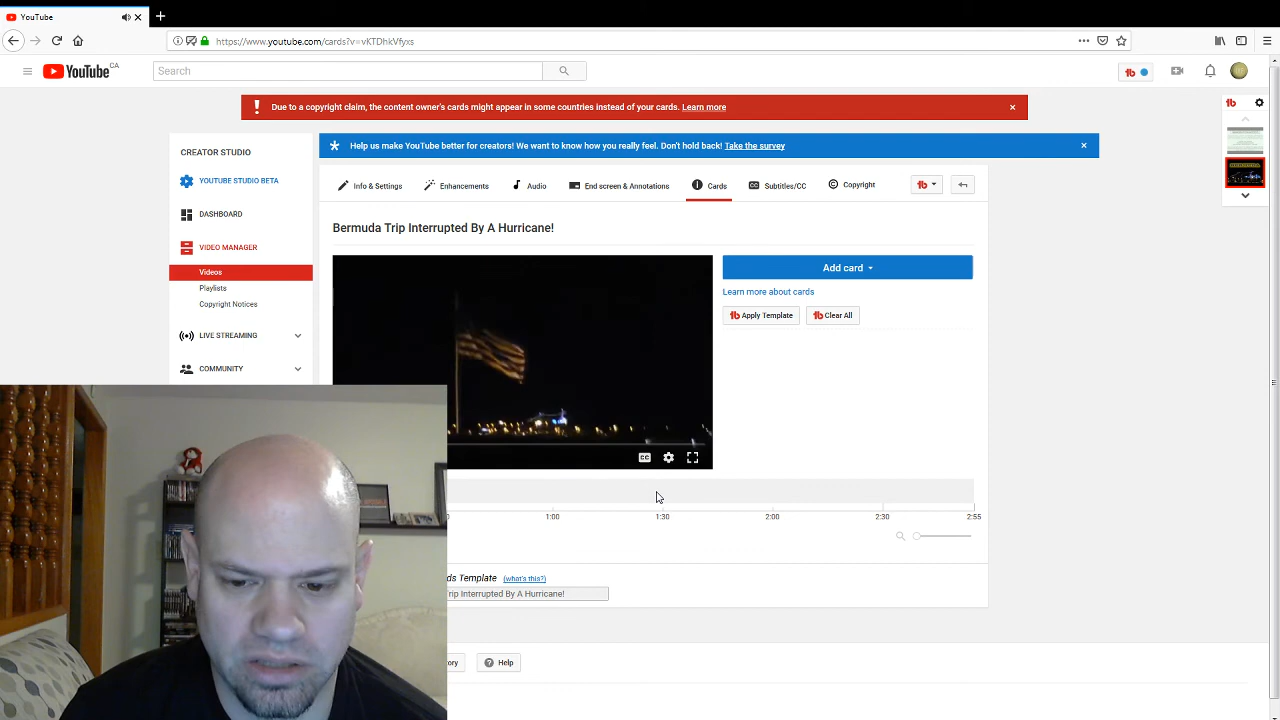 YouTube
https://www.youtube.com/cards?v=vKTDhkVfyxs
YouTube CA
Search
Due to a copyright claim, the content owner's cards might appear in some countries instead of your cards. Learn more
Help us make YouTube better for creators! We want to know how you really feel. Don't hold back! Take the survey
CREATOR STUDIO
YOUTUBE STUDIO BETA
DASHBOARD
VIDEO MANAGER
Videos
Playlists
Copyright Notices
LIVE STREAMING
COMMUNITY
Info & Settings
Enhancements
Audio
End screen & Annotations
Cards
Subtitles/CC
Copyright
Bermuda Trip Interrupted By A Hurricane!
Add card
Learn more about cards
Apply Template
Clear All
CC
0
1:00
1:30
2:00
2:30
2:55
ds Template (what's this?)
rip Interrupted By A Hurricane!
ory
Help